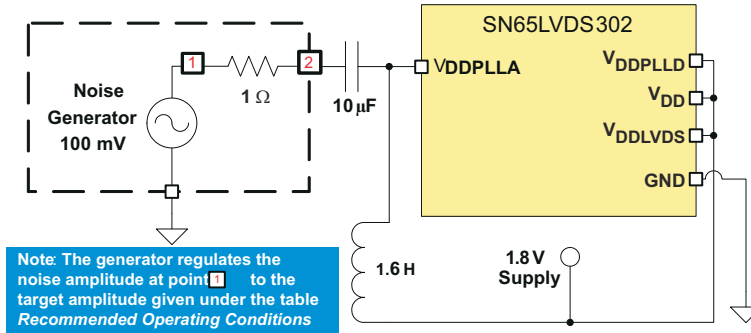 SN65LVDS302
1
2
VDDPLLA
VDDPLLD
VDD
VDDLVDS
GND
Noise
Generator
100 mV
1 Ω
10 µF
1.6 H
1.8 V
Supply
Note: The generator regulates the
noise amplitude at point 1 to the
target amplitude given under the table
Recommended Operating Conditions